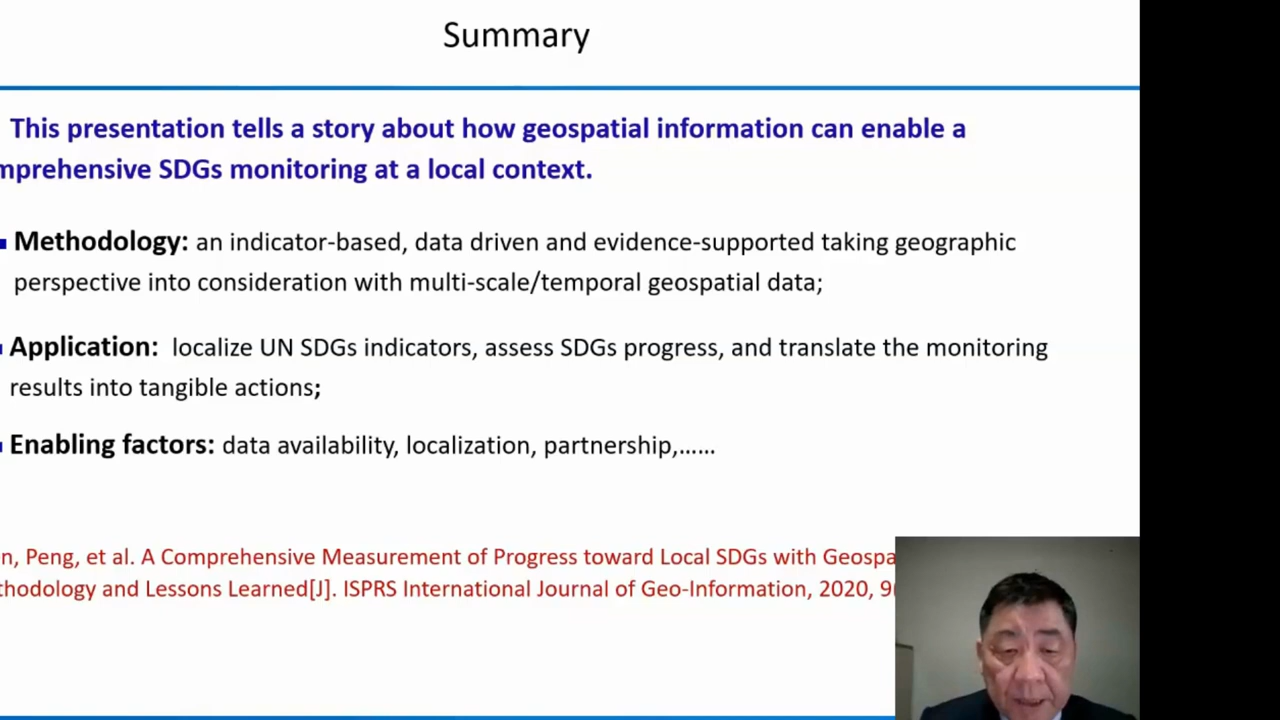 Summary
This presentation tells a story about how geospatial information can enable a
mprehensive SDGs monitoring at a local context.
Methodology: an indicator-based, data driven and evidence-supported taking geographic
perspective into consideration with multi-scale/temporal geospatial data;
Application: localize UN SDGs indicators, assess SDGs progress, and translate the monitoring
results into tangible actions;
Enabling factors: data availability, localization, partnership,......
n, Peng, et al. A Comprehensive Measurement of Progress toward Local SDGs with Geospa
thodology and Lessons Learned[J]. ISPRS International Journal of Geo-Information, 2020, 9